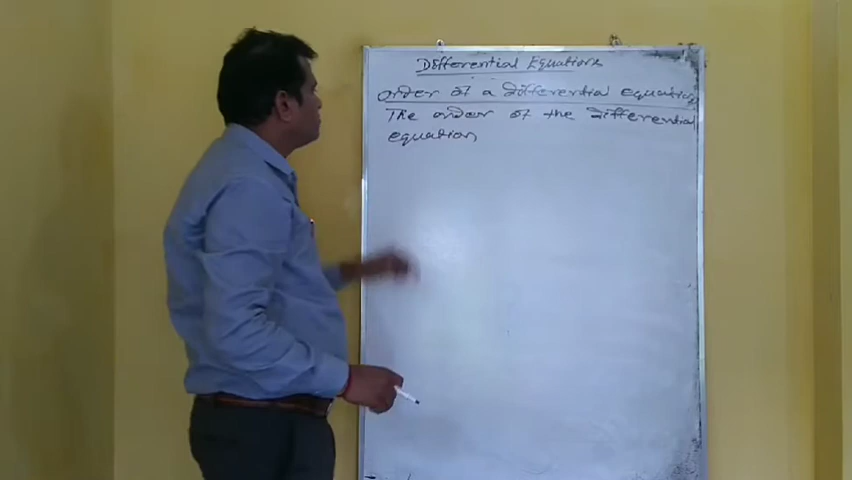 Differential Equations
order of a differential equation
The order of the differential
equation